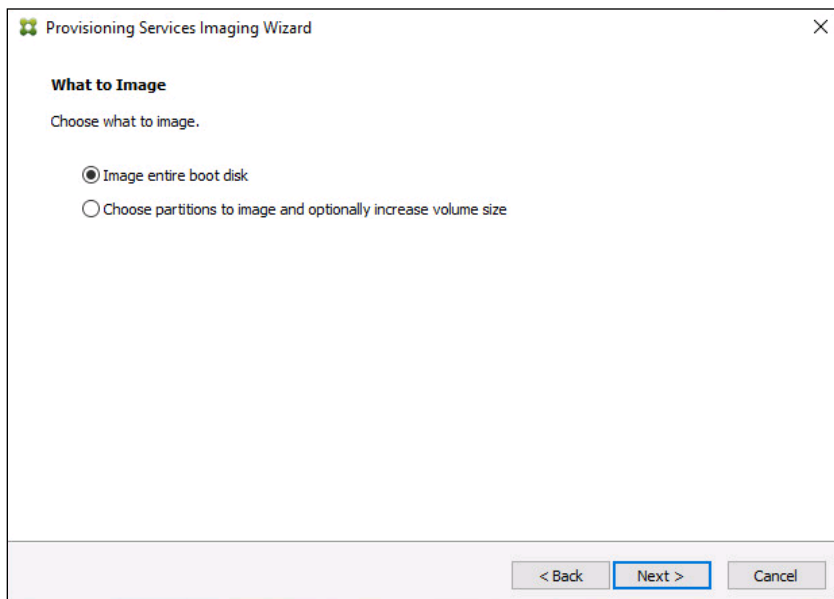 Provisioning Services Imaging Wizard
What to Image
Choose what to image.
Image entire boot disk
Choose partitions to image and optionally increase volume size
< Back Next > Cancel